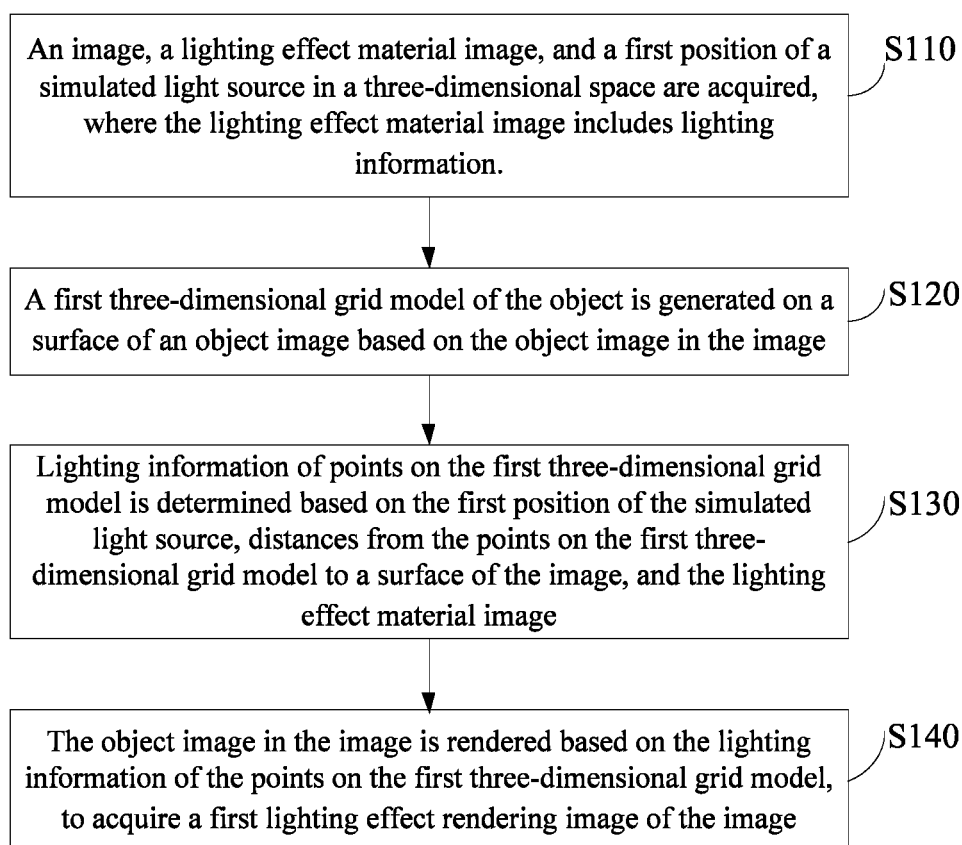 An image, a lighting effect material image, and a first position of a
simulated light source in a three-dimensional space are acquired,
where the lighting effect material image includes lighting
information.
S110
A first three-dimensional grid model of the object is generated on a
surface of an object image based on the object image in the image
S120
Lighting information of points on the first three-dimensional grid
model is determined based on the first position of the simulated
light source, distances from the points on the first three-
dimensional grid model to a surface of the image, and the lighting
effect material image
S130
The object image in the image is rendered based on the lighting
information of the points on the first three-dimensional grid model,
to acquire a first lighting effect rendering image of the image
S140